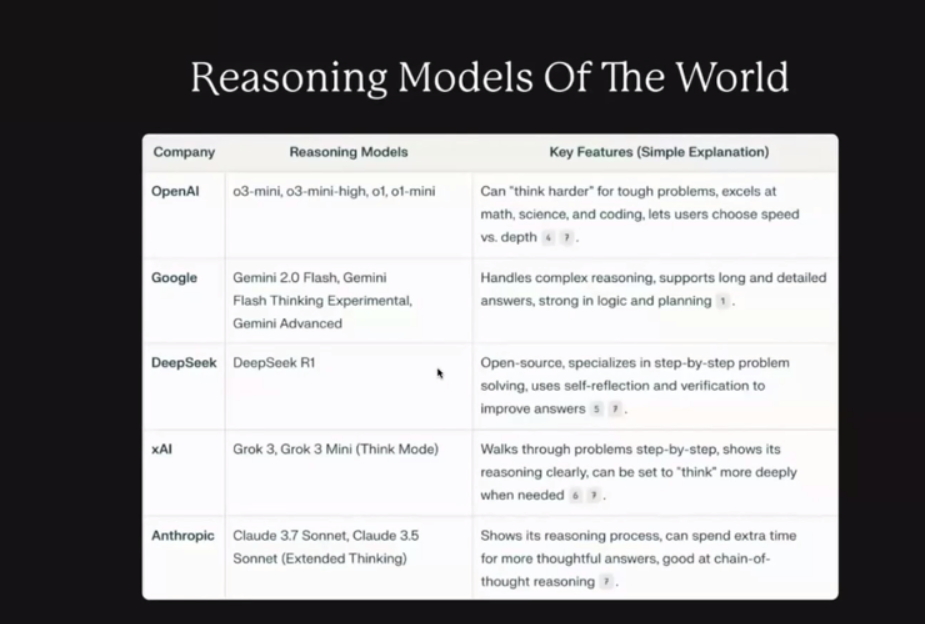 Reasoning Models Of The World
Company Reasoning Models Key Features (Simple Explanation)
OpenAI o3-mini, o3-mini-high, o1, o1-mini Can "think harder" for tough problems, excels at
math, science, and coding, lets users choose speed
vs. depth 4 7 .
Google Gemini 2.0 Flash, Gemini Handles complex reasoning, supports long and detailed
Flash Thinking Experimental, answers, strong in logic and planning 1 .
Gemini Advanced
DeepSeek DeepSeek R1 Open-source, specializes in step-by-step problem
solving, uses self-reflection and verification to
improve answers 5 7 .
xAI Grok 3, Grok 3 Mini (Think Mode) Walks through problems step-by-step, shows its
reasoning clearly, can be set to "think" more deeply
when needed 6 7 .
Anthropic Claude 3.7 Sonnet, Claude 3.5 Shows its reasoning process, can spend extra time
Sonnet (Extended Thinking) for more thoughtful answers, good at chain-of-
thought reasoning 7 .